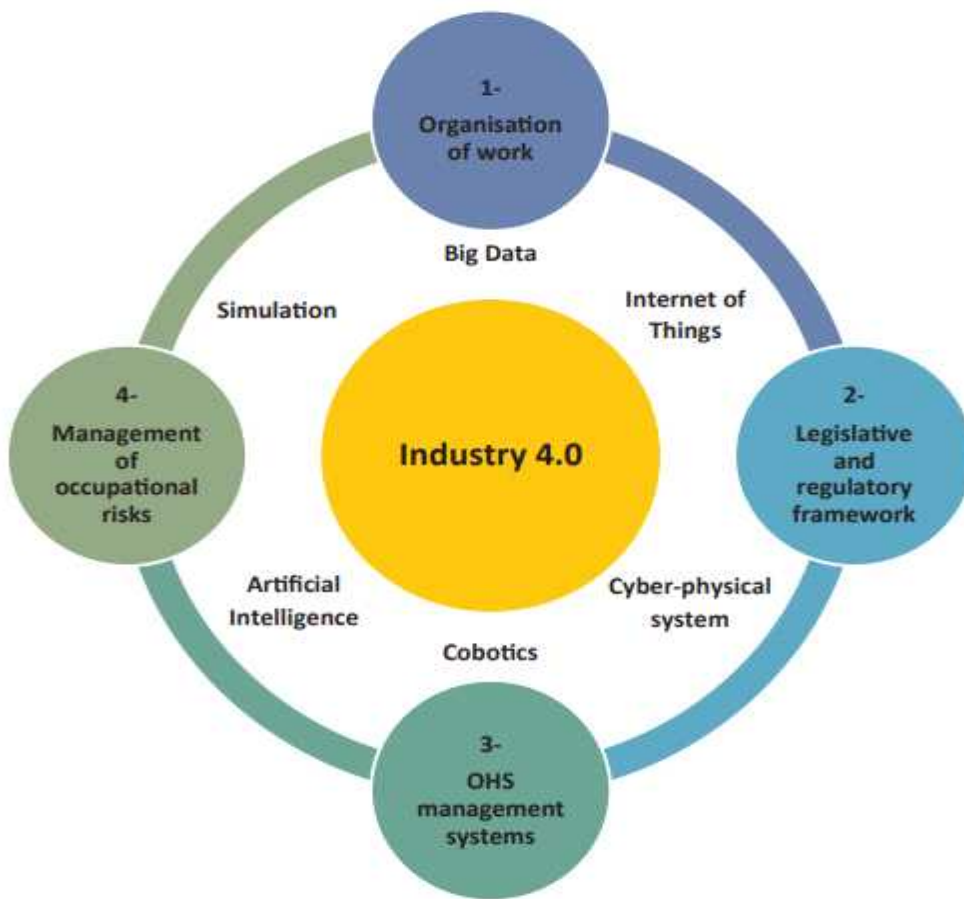 1-
Organisation
of work
Big Data
Simulation
Internet of
Things
4-
Management
of
occupational
risks
Industry 4.0
2-
Legislative
and
regulatory
framework
Artificial
Intelligence
Cyber-physical
system
Cobotics
3-
OHS
management
systems